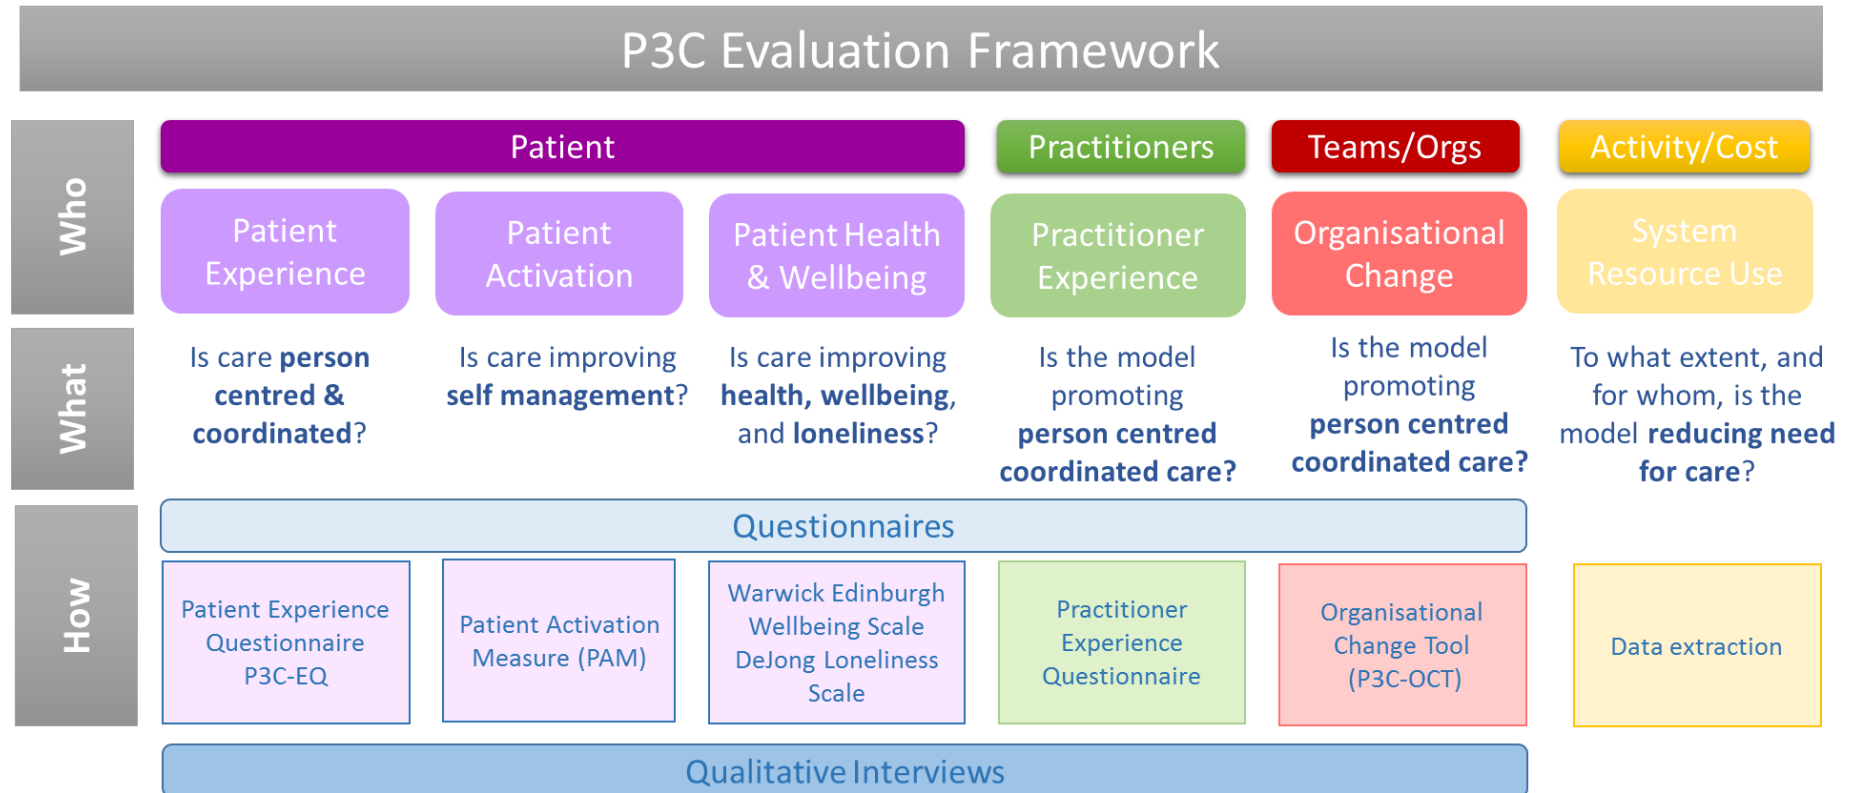 P3C Evaluation Framework
Who
Patient
Practitioners
Teams/Orgs
Activity/Cost
Patient
Experience
Patient
Activation
Patient Health
& Wellbeing
Practitioner
Experience
Organisational
Change
System
Resource Use
What
Is care person
centred &
coordinated?
Is care improving
self management?
Is care improving
health, wellbeing,
and loneliness?
Is the model
promoting
person centred
coordinated care?
Is the model
promoting
person centred
coordinated care?
To what extent, and
for whom, is the
model reducing need
for care?
How
Questionnaires
Patient Experience
Questionnaire
P3C-EQ
Patient Activation
Measure (PAM)
Warwick Edinburgh
Wellbeing Scale
DeJong Loneliness
Scale
Practitioner
Experience
Questionnaire
Organisational
Change Tool
(P3C-OCT)
Data extraction
Qualitative Interviews